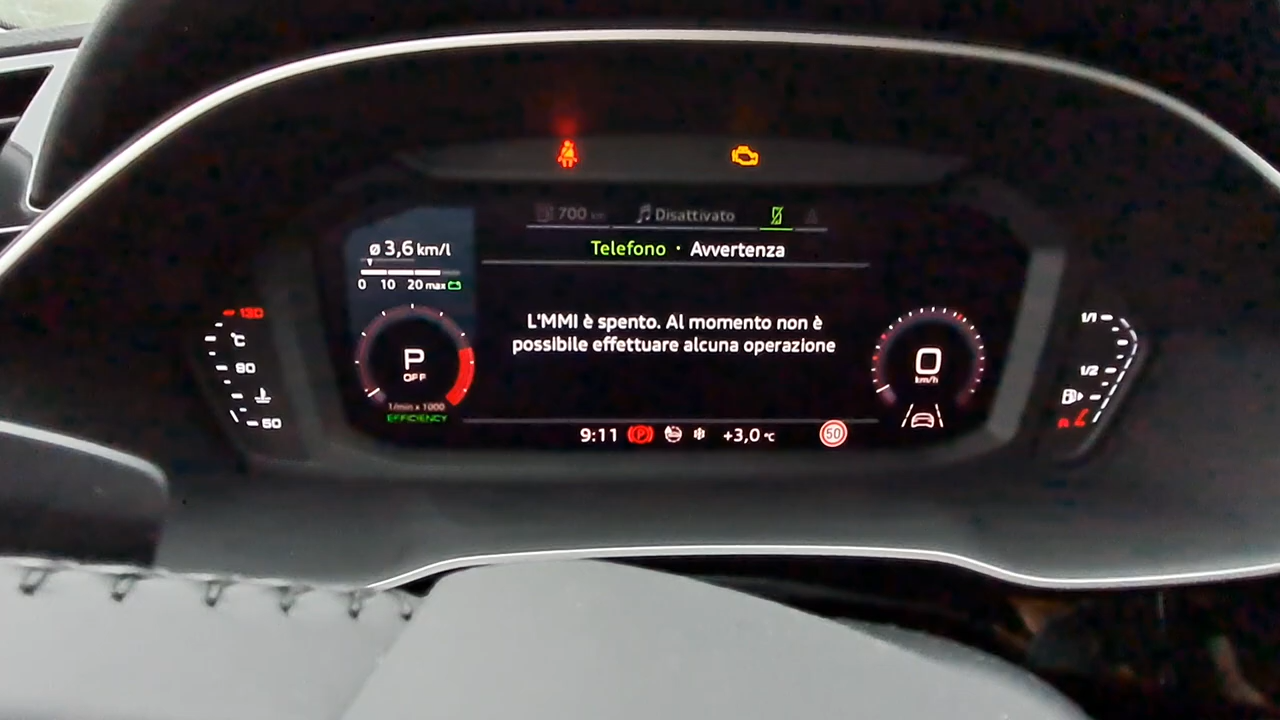 700 km
Disattivato
Telefono · Avvertenza
ø 3,6 km/l
0 10 20 max
L'MMI è spento. Al momento non è
possibile effettuare alcuna operazione
130
°C
90
50
P
OFF
1/min x 1000
EFFICIENCY
0
km/h
1/1
1/2
R
9:11
+3,0 °C
50